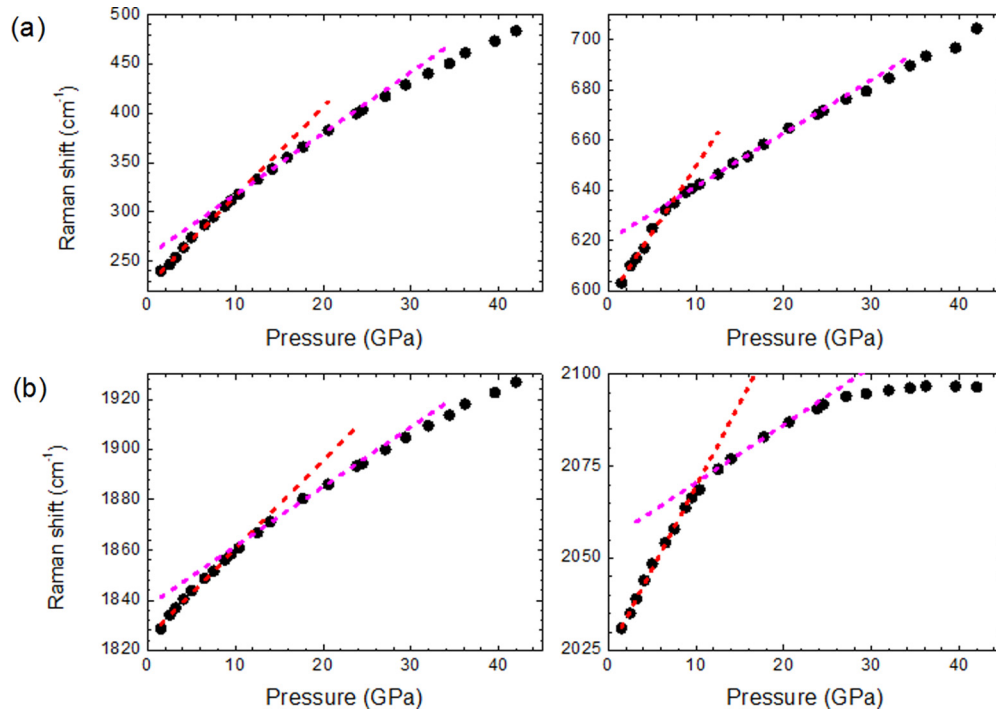 (a)
Raman shift (cm⁻¹)
500
450
400
350
300
250
0 10 20 30 40
Pressure (GPa)
700
680
660
640
620
600
0 10 20 30 40
Pressure (GPa)
(b)
Raman shift (cm⁻¹)
1920
1900
1880
1860
1840
1820
0 10 20 30 40
Pressure (GPa)
2100
2075
2050
2025
0 10 20 30 40
Pressure (GPa)